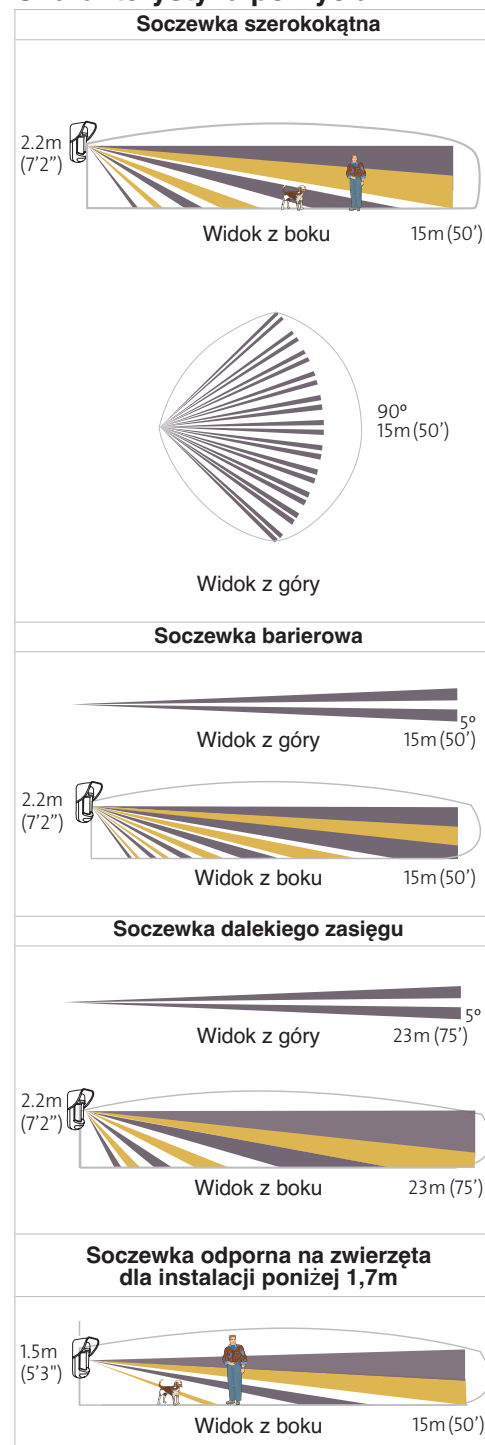 Soczewka szerokokątna
2.2m
(7’2”)
Widok z boku
15m (50’)
90º
15m (50’)
Widok z góry
Soczewka barierowa
5º
Widok z góry
15m (50’)
2.2m
(7’2”)
Widok z boku
15m (50’)
Soczewka dalekiego zasięgu
5º
Widok z góry
23m (75’)
2.2m
(7’2”)
Widok z boku
23m (75’)
Soczewka odporna na zwierzęta
dla instalacji poniżej 1,7m
1.5m
(5’3")
Widok z boku
15m (50’)